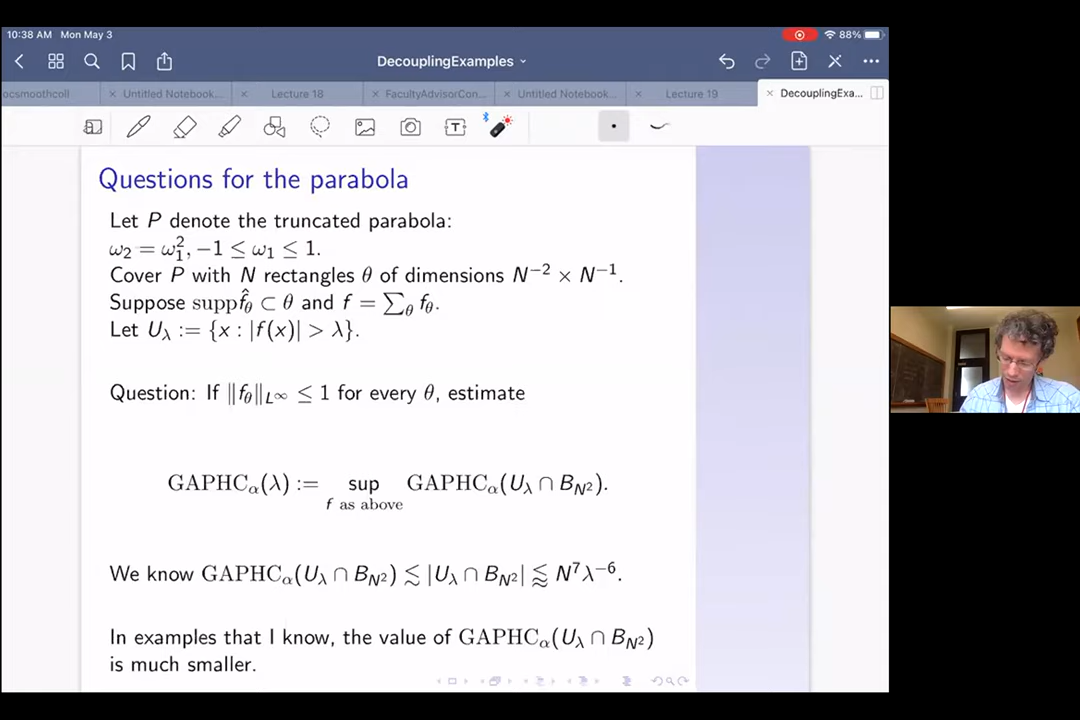 10:38 AM Mon May 3
88%
DecouplingExamples
ocsmoothcoll
Untitled Notebook...
Lecture 18
FacultyAdvisorCon...
Untitled Notebook...
Lecture 19
DecouplingExa...
Questions for the parabola
Let P denote the truncated parabola:
ω₂ = ω₁², −1 ≤ ω₁ ≤ 1.
Cover P with N rectangles θ of dimensions N⁻² × N⁻¹.
Suppose supp f̂_θ ⊂ θ and f = ∑_θ f_θ.
Let U_λ := {x : |f(x)| > λ}.
Question: If ‖f_θ‖_{L^∞} ≤ 1 for every θ, estimate
GAPHC_α(λ) := sup GAPHC_α(U_λ ∩ B_{N²}).
f as above
We know GAPHC_α(U_λ ∩ B_{N²}) ≲ |U_λ ∩ B_{N²}| ⪅ N⁷λ⁻⁶.
In examples that I know, the value of GAPHC_α(U_λ ∩ B_{N²})
is much smaller.